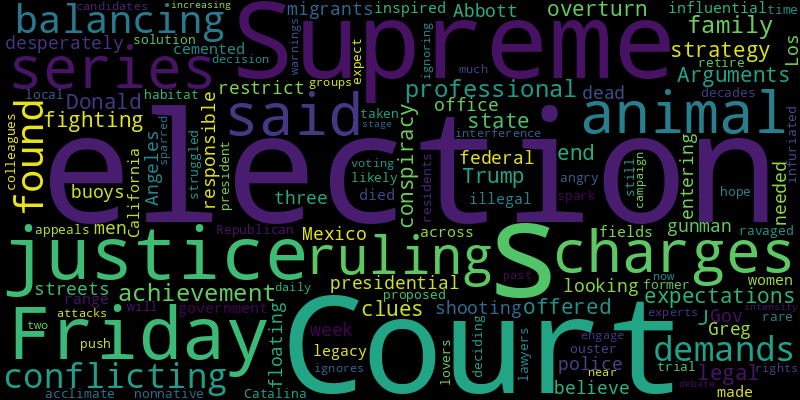 candidates
increasing
balancing
Supreme
migrants
inspired
Abbott
overturn
influential
time
desperately
solution
cemented
decision
series
warnings
ignoring
expect
family
strategy
Los
retire
much
groups
Arguments
local
Donald
habitat
restrict
professional
dead
decades
colleagues
found
fighting
said
office
taken
stage
state
animal
infuriated
election
Angeles
sparred
struggled
responsible
president
conspiracy
interference
federal
end
voting
likely
Trump
angry
still
campaign
entering
needed
buoys
California
three
died
residents
illegal
spark
hope
appeals
men
Republican
Mexico
across
s
fields
gunman
ravaged
justice
ruling
charges
streets
achievement
presidential
past
looking
now
women
range
will
government
daily
proposed
clues
shooting
offered
former
expectations
Friday
two
attacks
push
floating
week
Court
deciding
lawyers
engage
ouster
police
experts
J
Gov
intensity
Greg
rare
legacy
ignores
lovers
near
demands
conflicting
believe
trial
legal
rights
debate
acclimate
nonnative
Catalina
made